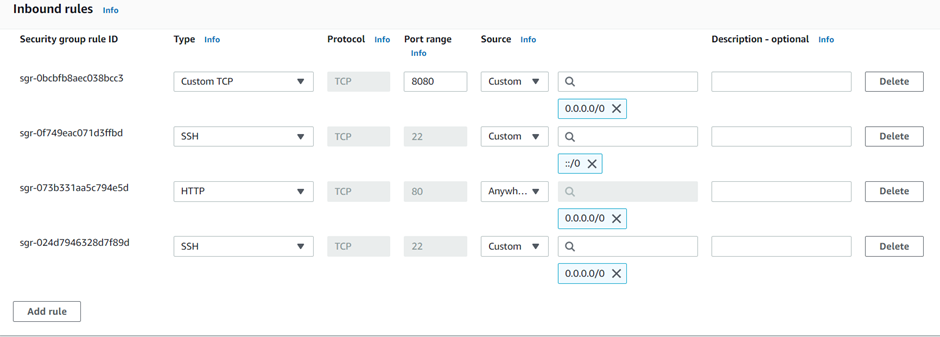 Inbound rules Info
Security group rule ID Type Info Protocol Info Port range Info Source Info Description - optional Info
sgr-0bcbfb8aec038bcc3 Custom TCP TCP 8080 Custom Delete
0.0.0.0/0
sgr-0f749eac071d3ffbd SSH TCP 22 Custom Delete
::/0
sgr-073b331aa5c794e5d HTTP TCP 80 Anywh... Delete
0.0.0.0/0
sgr-024d7946328d7f89d SSH TCP 22 Custom Delete
0.0.0.0/0
Add rule